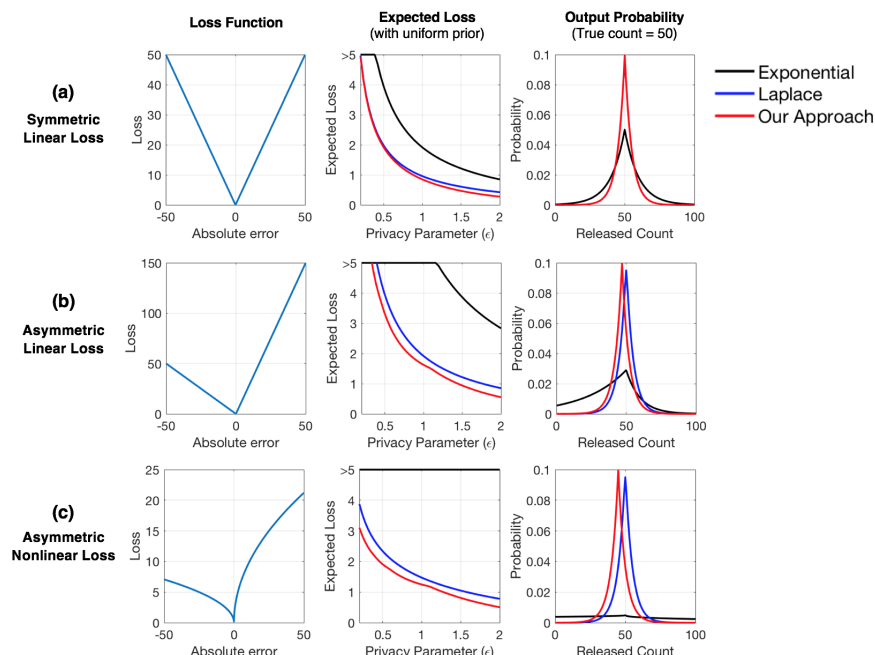 Loss Function
Expected Loss
(with uniform prior)
Output Probability
(True count = 50)
Exponential
Laplace
Our Approach
(a)
Symmetric
Linear Loss
Loss
50
40
30
20
10
0
-50 0 50
Absolute error
Expected Loss
>5
4
3
2
1
0
0.5 1 1.5 2
Privacy Parameter (ϵ)
Probability
0.1
0.08
0.06
0.04
0.02
0
0 50 100
Released Count
(b)
Asymmetric
Linear Loss
Loss
150
100
50
0
-50 0 50
Absolute error
Expected Loss
>5
4
3
2
1
0
0.5 1 1.5 2
Privacy Parameter (ϵ)
Probability
0.1
0.08
0.06
0.04
0.02
0
0 50 100
Released Count
(c)
Asymmetric
Nonlinear Loss
Loss
25
20
15
10
5
0
-50 0 50
Absolute error
Expected Loss
>5
4
3
2
1
0
0.5 1 1.5 2
Privacy Parameter (ϵ)
Probability
0.1
0.08
0.06
0.04
0.02
0
0 50 100
Released Count